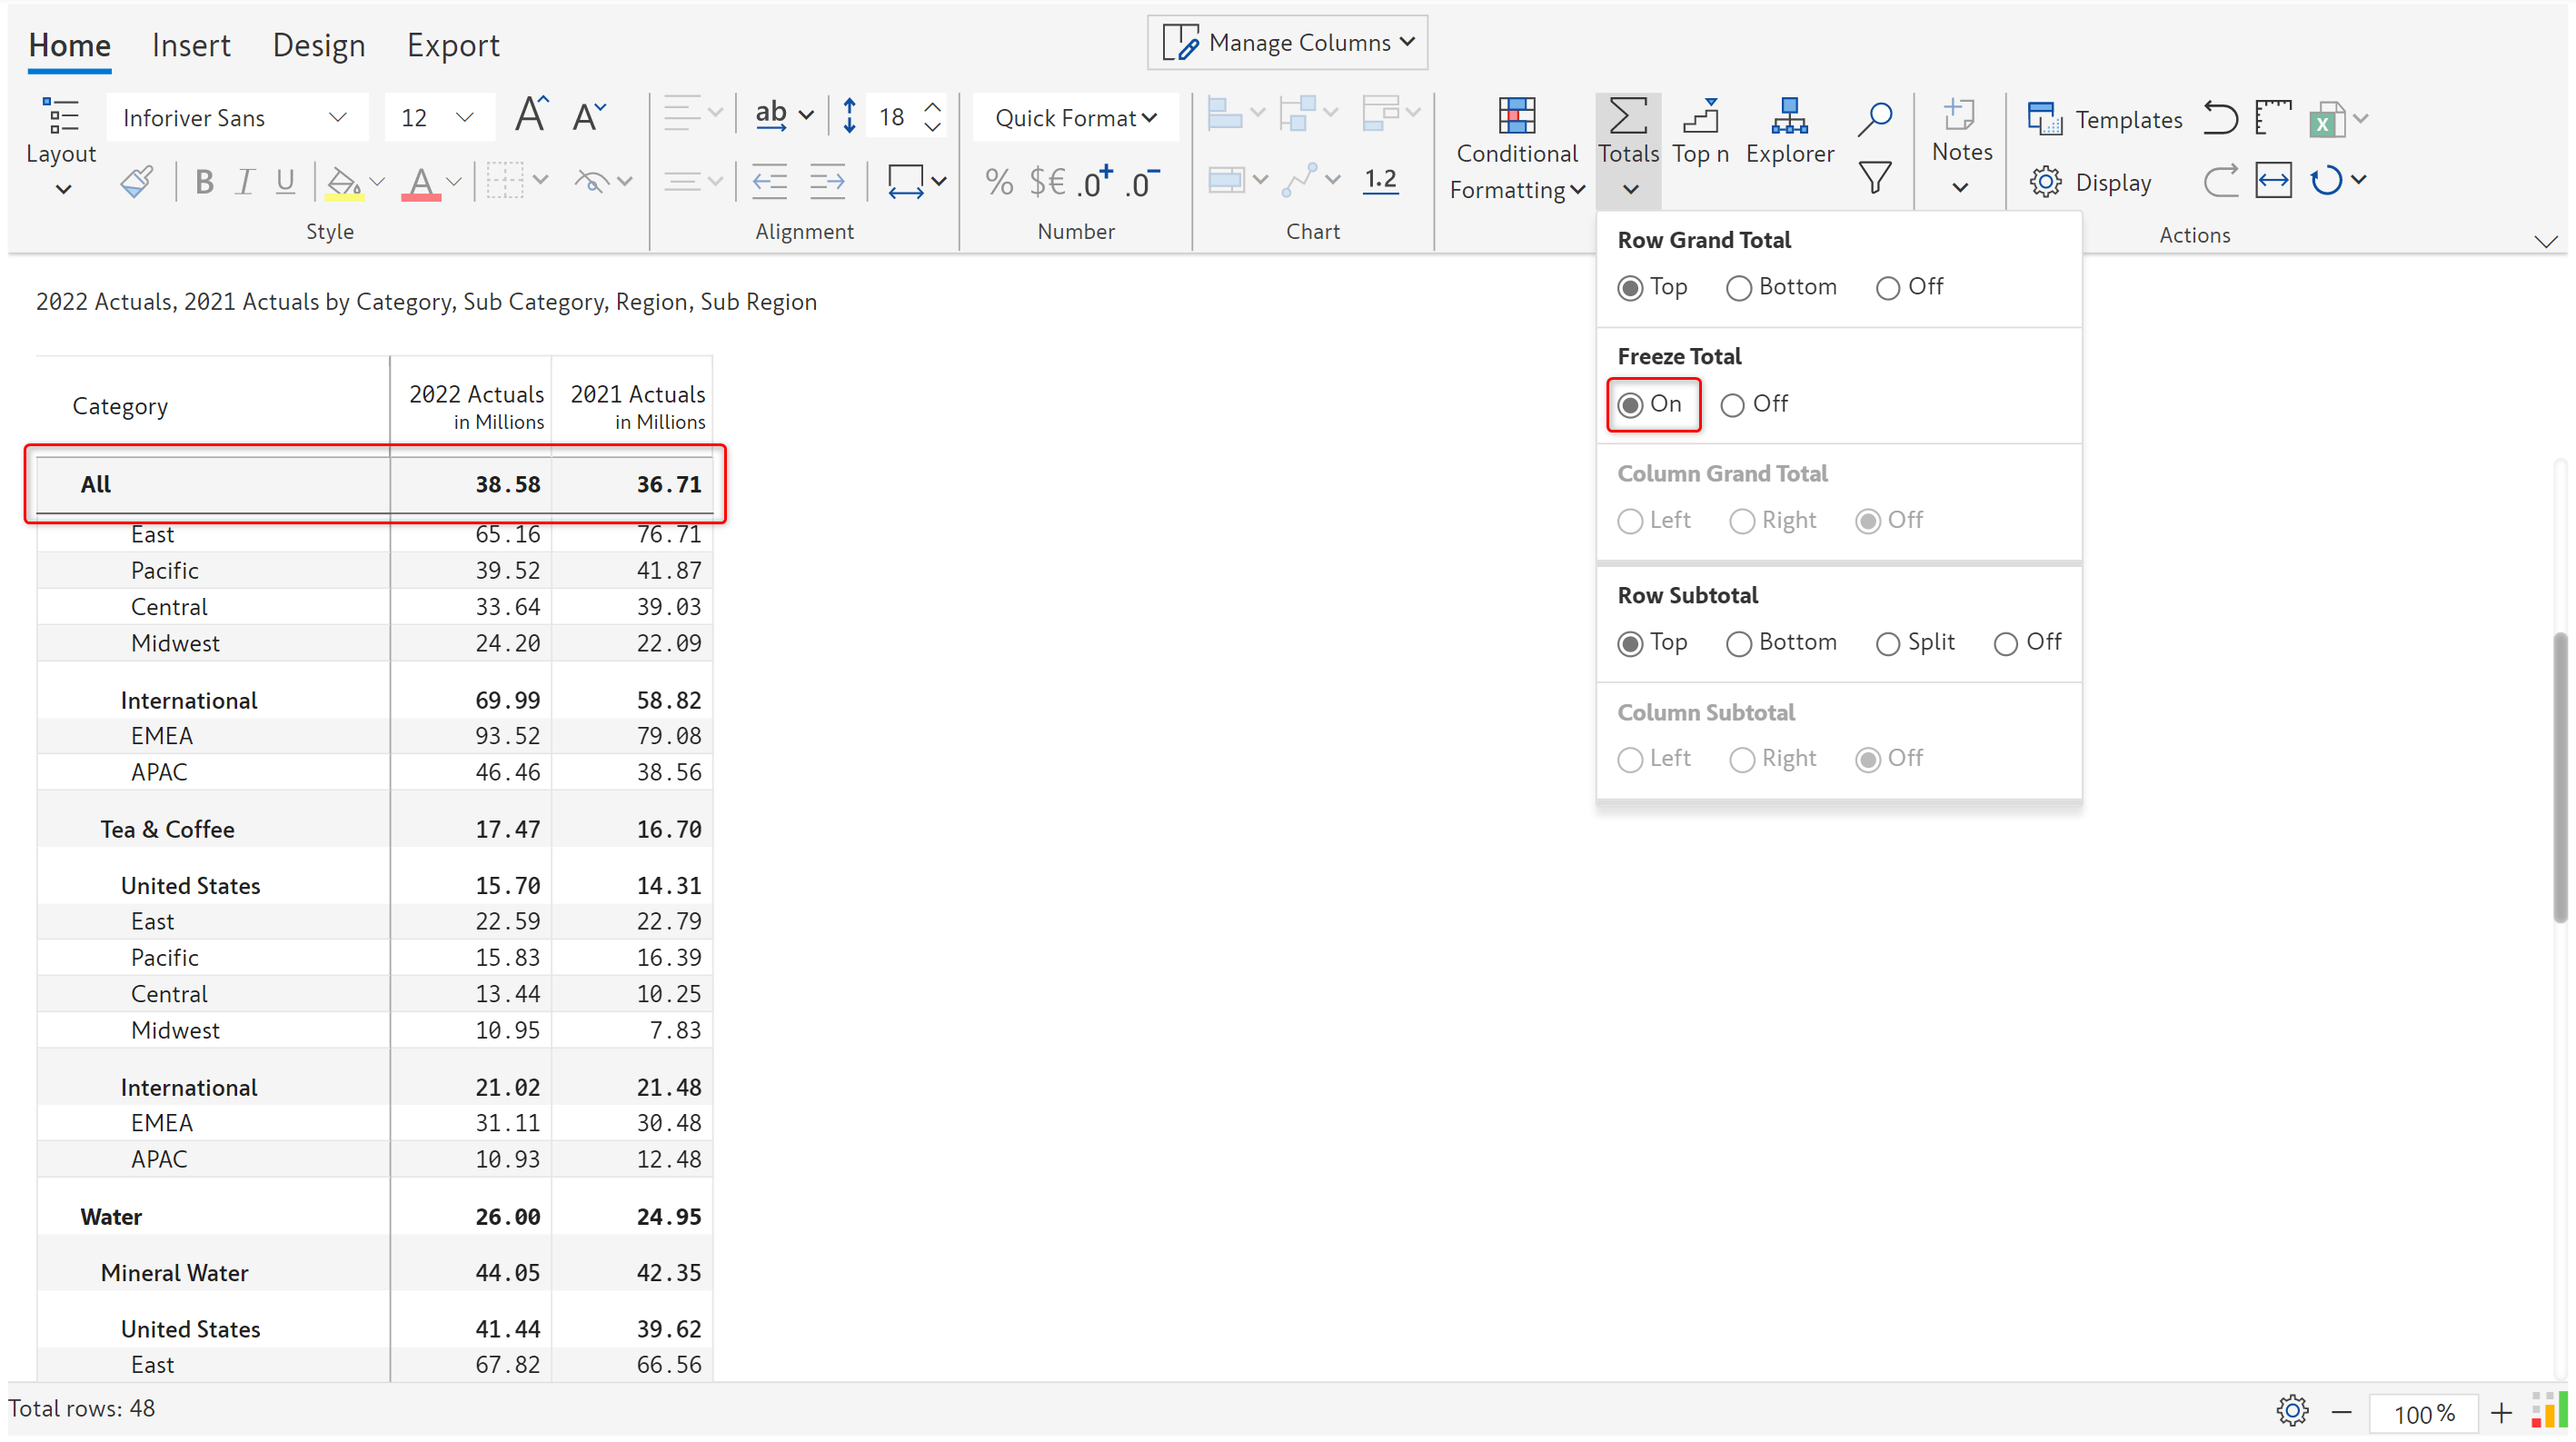 Home Insert Design Export
Manage Columns
Layout
Inforiver Sans 12 A A
ab 18
Quick Format
B I U A
% $€ .0+ .0−
1.2
Conditional Formatting
Totals
Top n
Explorer
Notes
Templates
Display
Style Alignment Number Chart Actions
Row Grand Total
Top Bottom Off
Freeze Total
On Off
Column Grand Total
Left Right Off
Row Subtotal
Top Bottom Split Off
Column Subtotal
Left Right Off
2022 Actuals, 2021 Actuals by Category, Sub Category, Region, Sub Region
Category 2022 Actuals in Millions 2021 Actuals in Millions
All 38.58 36.71
East 65.16 76.71
Pacific 39.52 41.87
Central 33.64 39.03
Midwest 24.20 22.09
International 69.99 58.82
EMEA 93.52 79.08
APAC 46.46 38.56
Tea & Coffee 17.47 16.70
United States 15.70 14.31
East 22.59 22.79
Pacific 15.83 16.39
Central 13.44 10.25
Midwest 10.95 7.83
International 21.02 21.48
EMEA 31.11 30.48
APAC 10.93 12.48
Water 26.00 24.95
Mineral Water 44.05 42.35
United States 41.44 39.62
East 67.82 66.56
Total rows: 48
100 %